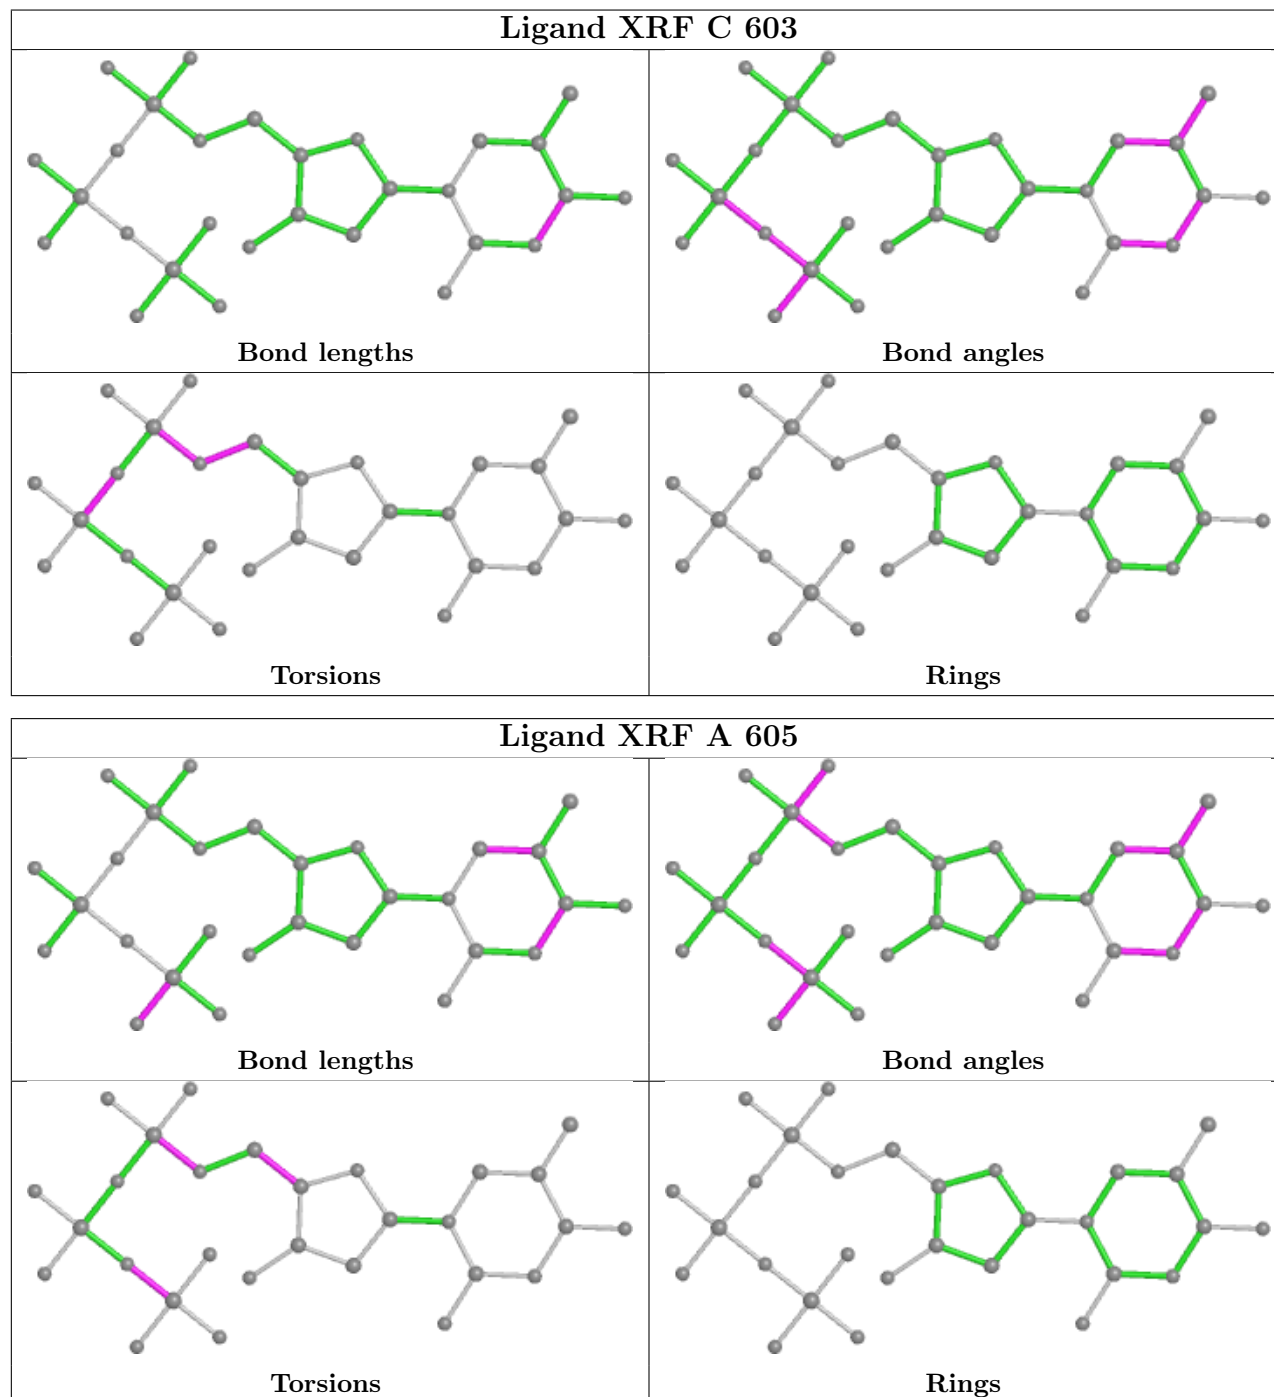 Ligand XRF C 603
Bond lengths
Bond angles
Torsions
Rings
Ligand XRF A 605
Bond lengths
Bond angles
Torsions
Rings